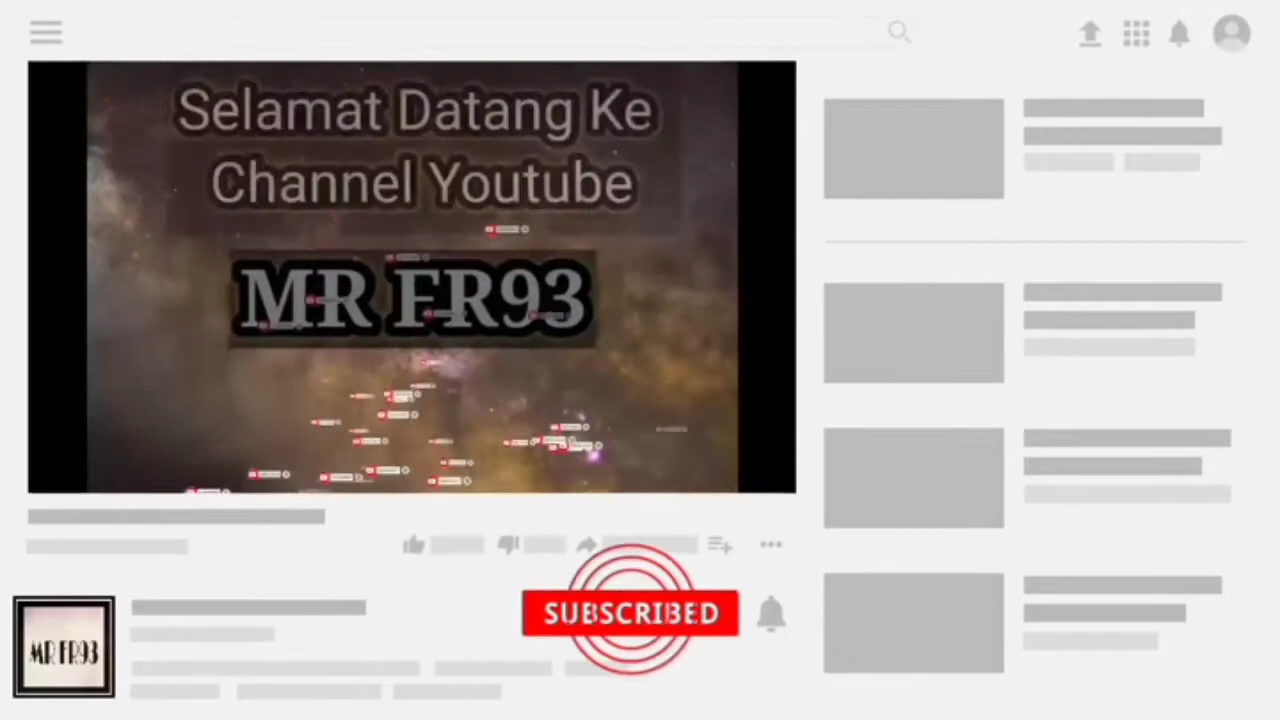 Selamat Datang Ke
Channel Youtube
MR FR93
SUBSCRIBED
MR FR93